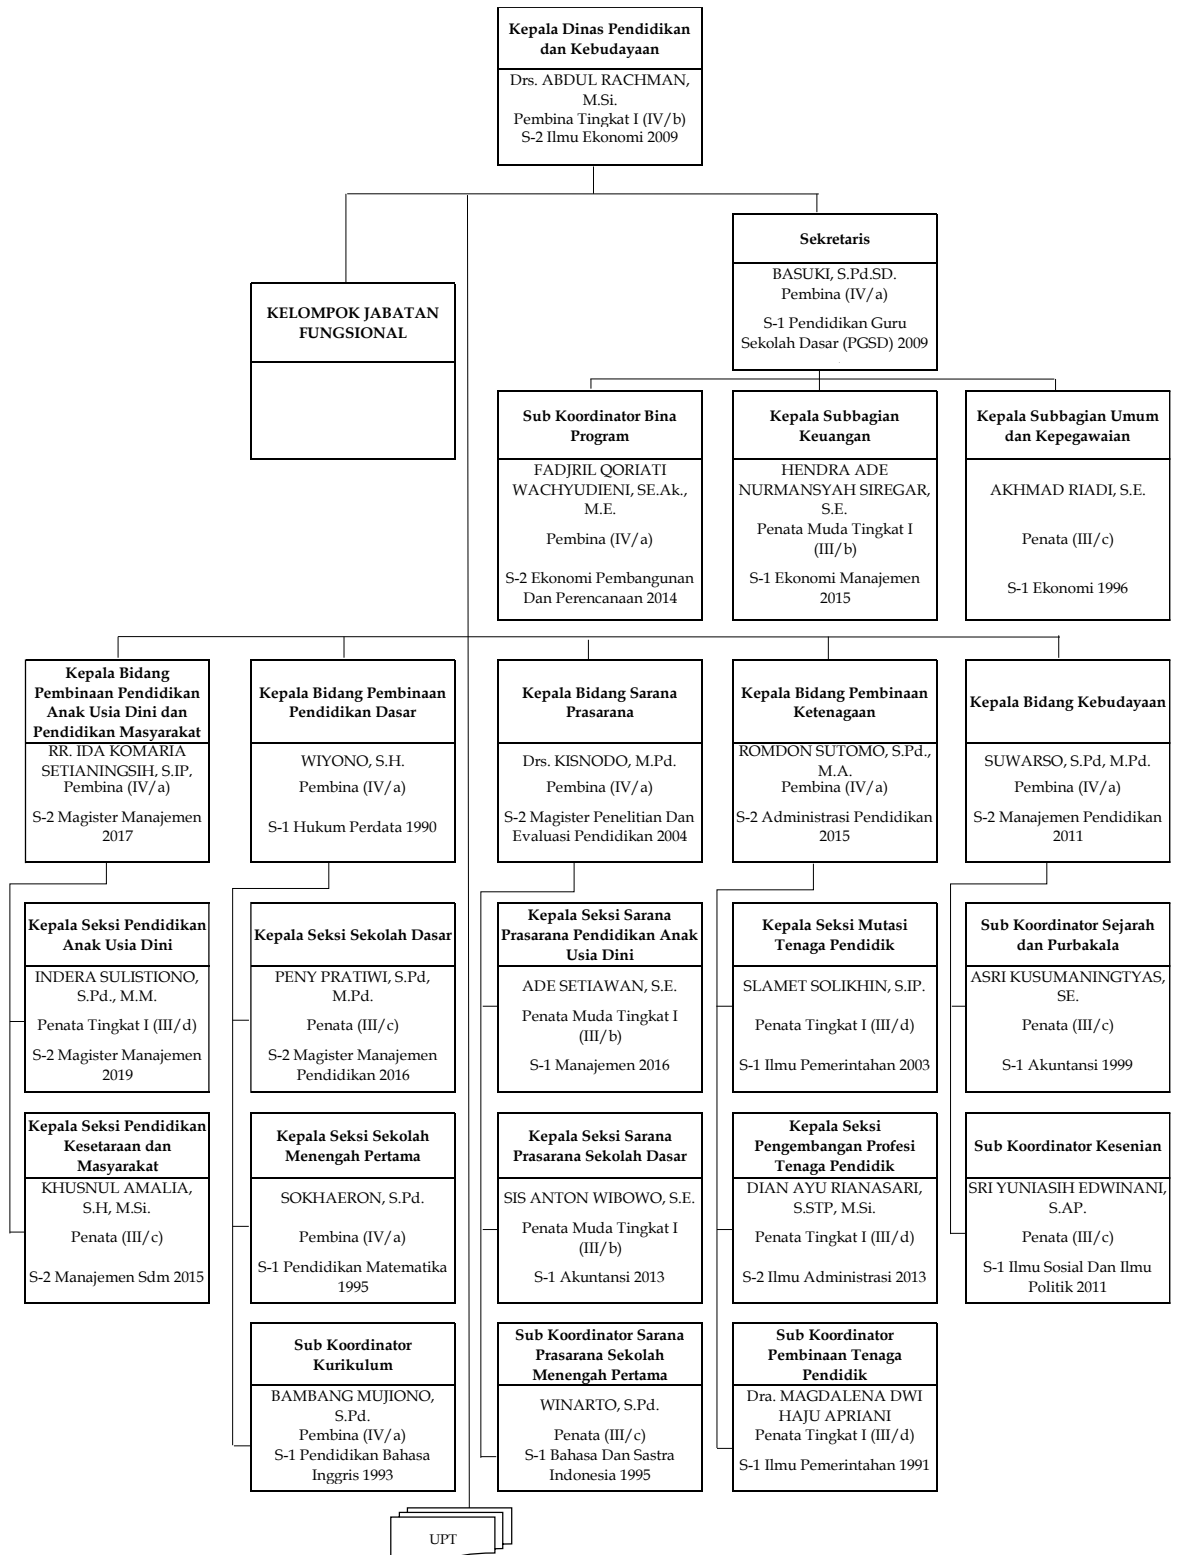 Kepala Dinas Pendidikan
dan Kebudayaan
Drs. ABDUL RACHMAN,
M.Si.
Pembina Tingkat I (IV/b)
S-2 Ilmu Ekonomi 2009
Sekretaris
BASUKI, S.Pd.SD.
Pembina (IV/a)
S-1 Pendidikan Guru
Sekolah Dasar (PGSD) 2009
KELOMPOK JABATAN
FUNGSIONAL
Sub Koordinator Bina
Program
FADJRIL QORIATI
WACHYUDIENI, SE.Ak.,
M.E.
Pembina (IV/a)
S-2 Ekonomi Pembangunan
Dan Perencanaan 2014
Kepala Subbagian
Keuangan
HENDRA ADE
NURMANSYAH SIREGAR,
S.E.
Penata Muda Tingkat I
(III/b)
S-1 Ekonomi Manajemen
2015
Kepala Subbagian Umum
dan Kepegawaian
AKHMAD RIADI, S.E.
Penata (III/c)
S-1 Ekonomi 1996
Kepala Bidang
Pembinaan Pendidikan
Anak Usia Dini dan
Pendidikan Masyarakat
RR. IDA KOMARIA
SETIANINGSIH, S.IP,
Pembina (IV/a)
S-2 Magister Manajemen
2017
Kepala Bidang Pembinaan
Pendidikan Dasar
WIYONO, S.H.
Pembina (IV/a)
S-1 Hukum Perdata 1990
Kepala Bidang Sarana
Prasarana
Drs. KISNODO, M.Pd.
Pembina (IV/a)
S-2 Magister Penelitian Dan
Evaluasi Pendidikan 2004
Kepala Bidang Pembinaan
Ketenagaan
ROMDON SUTOMO, S.Pd.,
M.A.
Pembina (IV/a)
S-2 Administrasi Pendidikan
2015
Kepala Bidang Kebudayaan
SUWARSO, S.Pd, M.Pd.
Pembina (IV/a)
S-2 Manajemen Pendidikan
2011
Kepala Seksi Pendidikan
Anak Usia Dini
INDERA SULISTIONO,
S.Pd., M.M.
Penata Tingkat I (III/d)
S-2 Magister Manajemen
2019
Kepala Seksi Sekolah Dasar
PENY PRATIWI, S.Pd,
M.Pd.
Penata (III/c)
S-2 Magister Manajemen
Pendidikan 2016
Kepala Seksi Sarana
Prasarana Pendidikan Anak
Usia Dini
ADE SETIAWAN, S.E.
Penata Muda Tingkat I
(III/b)
S-1 Manajemen 2016
Kepala Seksi Mutasi
Tenaga Pendidik
SLAMET SOLIKHIN, S.IP.
Penata Tingkat I (III/d)
S-1 Ilmu Pemerintahan 2003
Sub Koordinator Sejarah
dan Purbakala
ASRI KUSUMANINGTYAS,
SE.
Penata (III/c)
S-1 Akuntansi 1999
Kepala Seksi Pendidikan
Kesetaraan dan
Masyarakat
KHUSNUL AMALIA,
S.H, M.Si.
Penata (III/c)
S-2 Manajemen Sdm 2015
Kepala Seksi Sekolah
Menengah Pertama
SOKHAERON, S.Pd.
Pembina (IV/a)
S-1 Pendidikan Matematika
1995
Kepala Seksi Sarana
Prasarana Sekolah Dasar
SIS ANTON WIBOWO, S.E.
Penata Muda Tingkat I
(III/b)
S-1 Akuntansi 2013
Kepala Seksi
Pengembangan Profesi
Tenaga Pendidik
DIAN AYU RIANASARI,
S.STP, M.Si.
Penata Tingkat I (III/d)
S-2 Ilmu Administrasi 2013
Sub Koordinator Kesenian
SRI YUNIASIH EDWINANI,
S.AP.
Penata (III/c)
S-1 Ilmu Sosial Dan Ilmu
Politik 2011
Sub Koordinator
Kurikulum
BAMBANG MUJIONO,
S.Pd.
Pembina (IV/a)
S-1 Pendidikan Bahasa
Inggris 1993
Sub Koordinator Sarana
Prasarana Sekolah
Menengah Pertama
WINARTO, S.Pd.
Penata (III/c)
S-1 Bahasa Dan Sastra
Indonesia 1995
Sub Koordinator
Pembinaan Tenaga
Pendidik
Dra. MAGDALENA DWI
HAJU APRIANI
Penata Tingkat I (III/d)
S-1 Ilmu Pemerintahan 1991
UPT